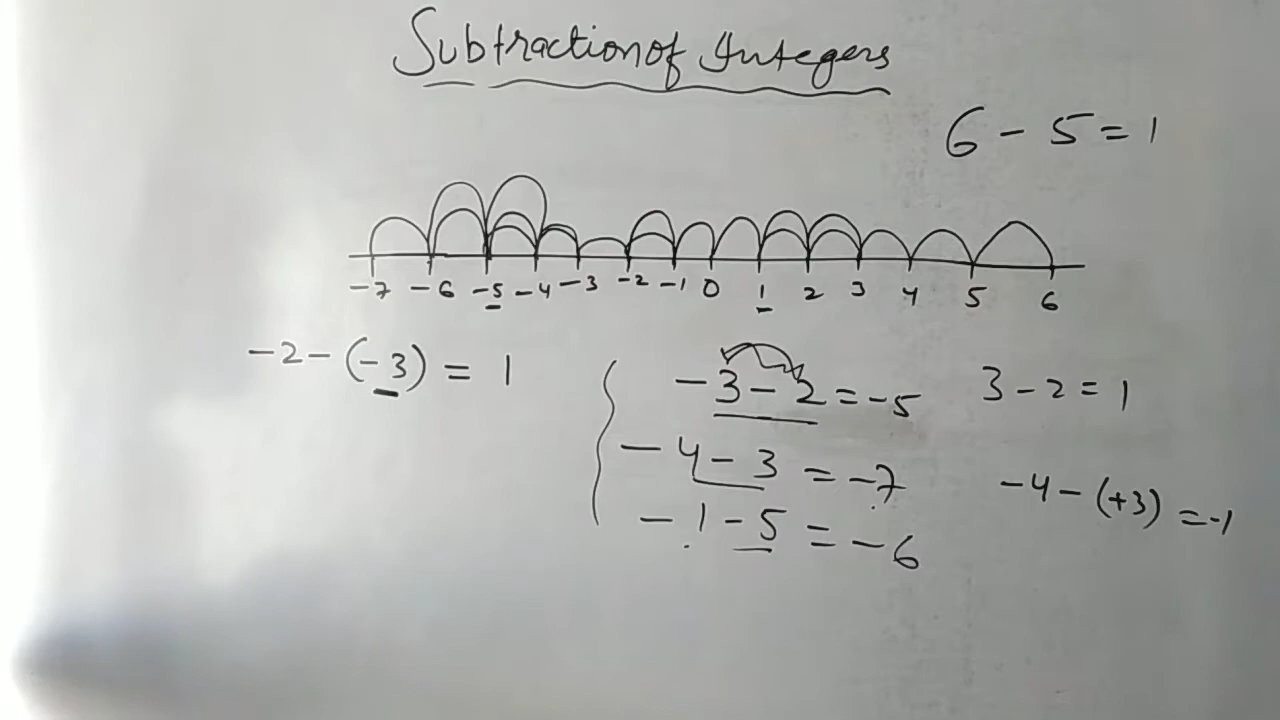 Subtraction of Integers
6 - 5 = 1
-7 -6 -5 -4 -3 -2 -1 0 1 2 3 4 5 6
-2 - (-3) = 1
-3 - 2 = -5
3 - 2 = 1
-4 - 3 = -7
-4 - (+3) = -1
-1 - 5 = -6